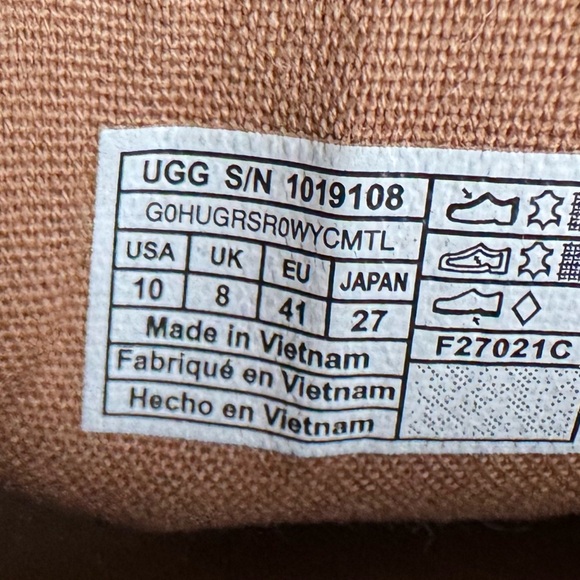 UGG S/N 1019108
G0HUGRSR0WYCMTL
USA UK EU JAPAN
10 8 41 27
Made in Vietnam
Fabriqué en Vietnam
Hecho en Vietnam
F27021C